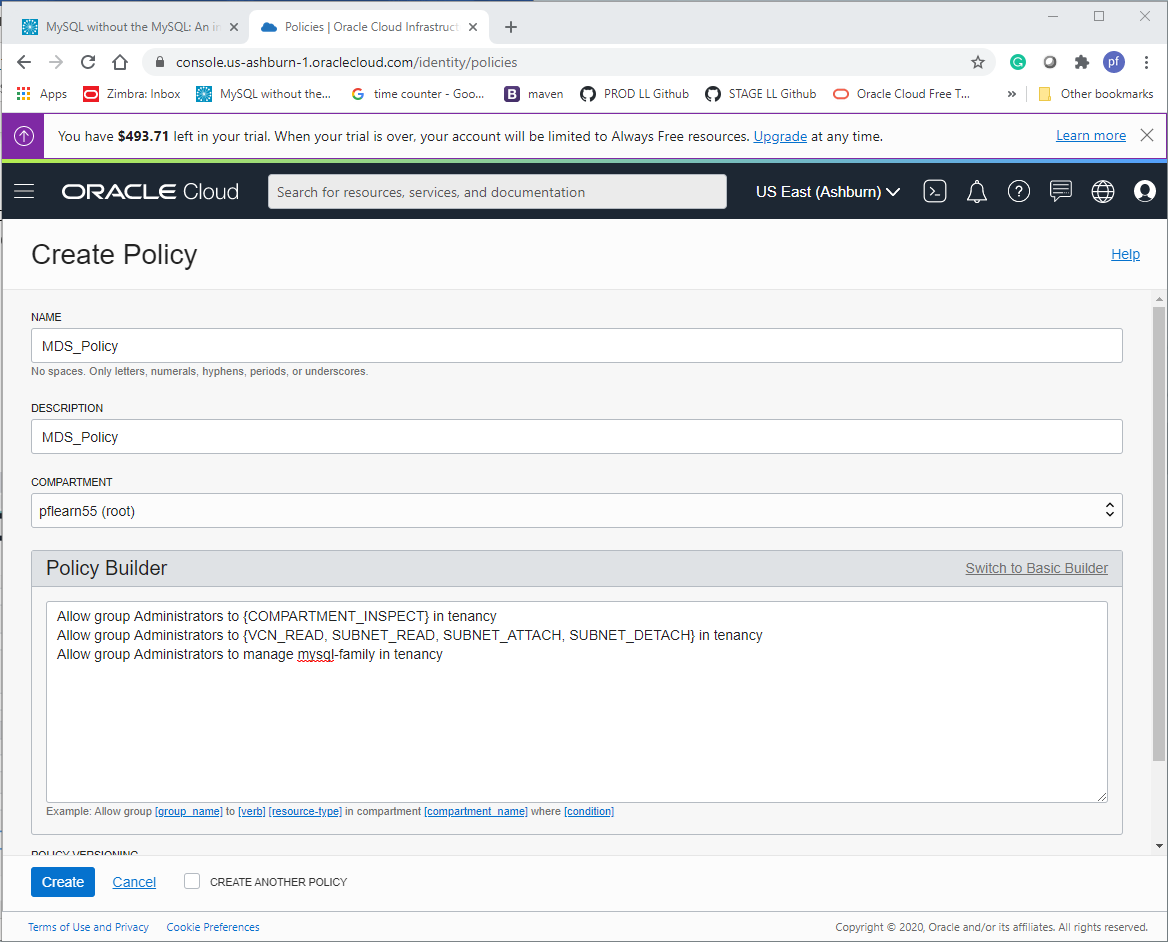 MySQL without the MySQL: An in
Policies | Oracle Cloud Infrastruct
console.us-ashburn-1.oraclecloud.com/identity/policies
pf
Apps
Zimbra: Inbox
MySQL without the...
G
time counter - Goo...
B
maven
PROD LL Github
STAGE LL Github
Oracle Cloud Free T...
»
Other bookmarks
You have $493.71 left in your trial. When your trial is over, your account will be limited to Always Free resources. Upgrade at any time.
Learn more
ORACLE Cloud
Search for resources, services, and documentation
US East (Ashburn)
Create Policy
Help
NAME
MDS_Policy
No spaces. Only letters, numerals, hyphens, periods, or underscores.
DESCRIPTION
MDS_Policy
COMPARTMENT
pflearn55 (root)
Policy Builder
Switch to Basic Builder
Allow group Administrators to {COMPARTMENT_INSPECT} in tenancy
Allow group Administrators to {VCN_READ, SUBNET_READ, SUBNET_ATTACH, SUBNET_DETACH} in tenancy
Allow group Administrators to manage mysql-family in tenancy
Example: Allow group [group_name] to [verb] [resource-type] in compartment [compartment_name] where [condition]
POLICY VERSIONING
Create
Cancel
CREATE ANOTHER POLICY
Terms of Use and Privacy
Cookie Preferences
Copyright © 2020, Oracle and/or its affiliates. All rights reserved.